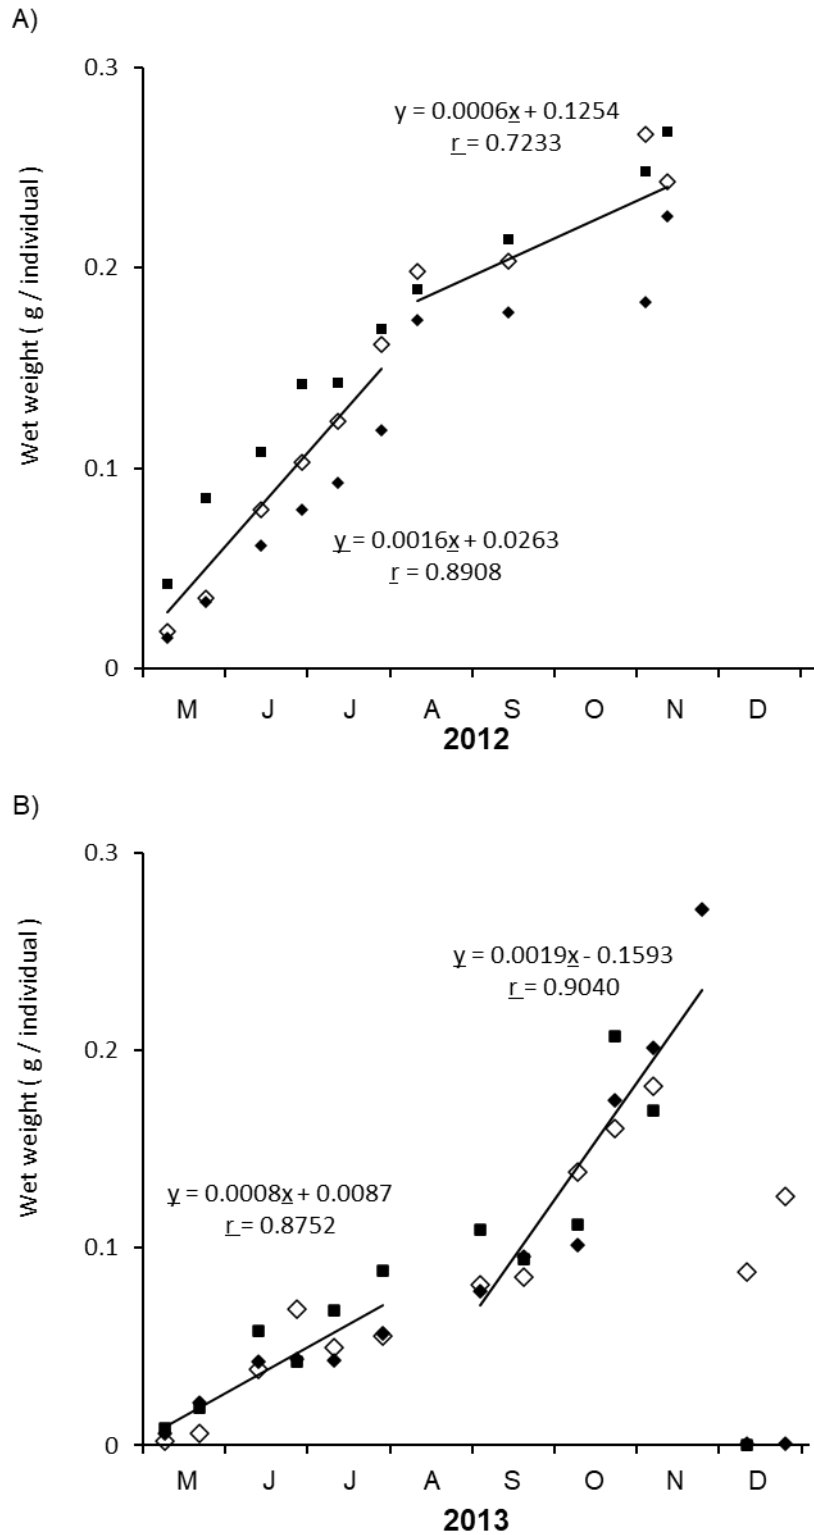 A)
0.3
y = 0.0006x + 0.1254
r = 0.7233
Wet weight ( g / individual )
0.2
0.1
y = 0.0016x + 0.0263
r = 0.8908
0
M J J A S O N D
2012
B)
0.3
y = 0.0019x - 0.1593
r = 0.9040
Wet weight ( g / individual )
0.2
y = 0.0008x + 0.0087
r = 0.8752
0.1
0
M J J A S O N D
2013